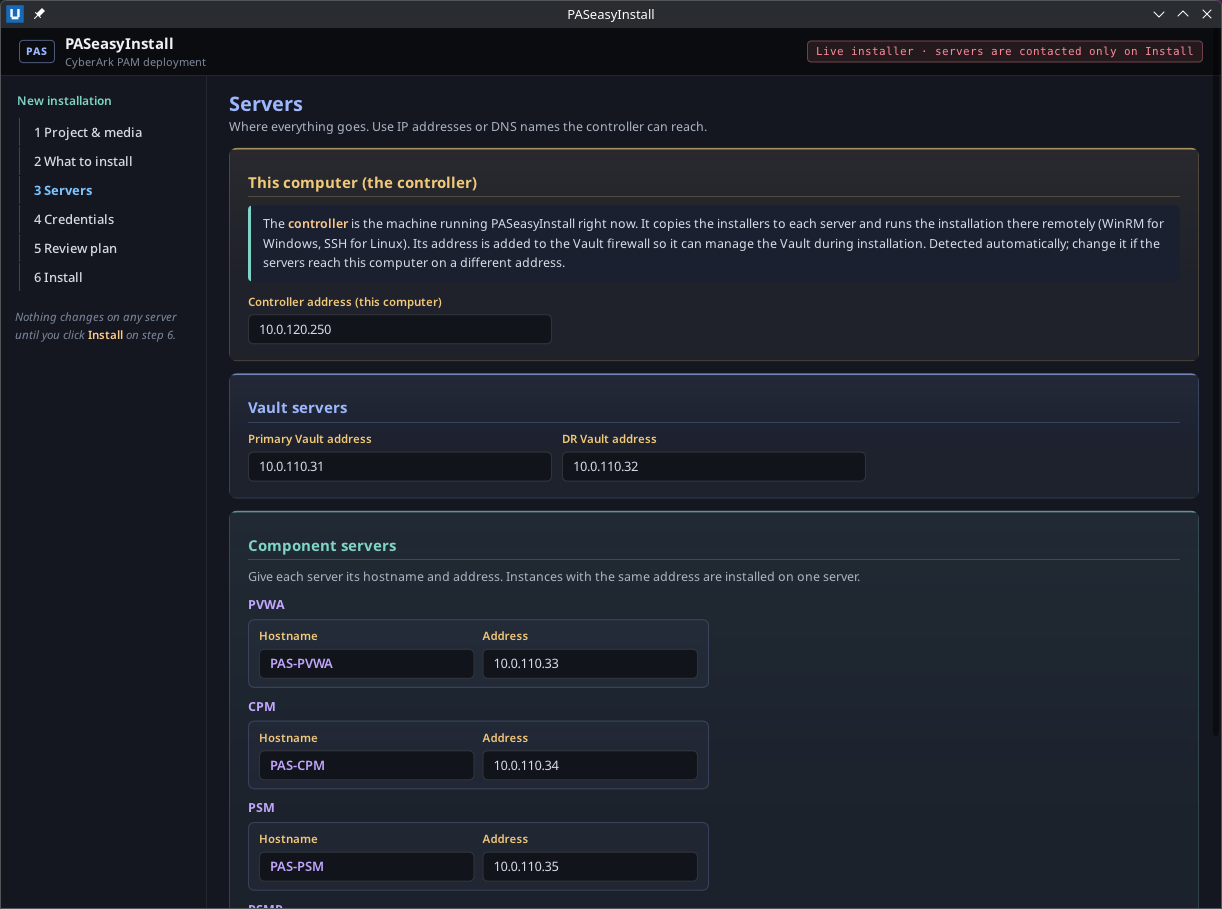 PASeasyInstall
PAS
PASeasyInstall
CyberArk PAM deployment
Live installer · servers are contacted only on Install
New installation
1 Project & media
2 What to install
3 Servers
4 Credentials
5 Review plan
6 Install
Nothing changes on any server
until you click Install on step 6.
Servers
Where everything goes. Use IP addresses or DNS names the controller can reach.
This computer (the controller)
The controller is the machine running PASeasyInstall right now. It copies the installers to each server and runs the installation there remotely (WinRM for
Windows, SSH for Linux). Its address is added to the Vault firewall so it can manage the Vault during installation. Detected automatically; change it if the
servers reach this computer on a different address.
Controller address (this computer)
10.0.120.250
Vault servers
Primary Vault address DR Vault address
10.0.110.31 10.0.110.32
Component servers
Give each server its hostname and address. Instances with the same address are installed on one server.
PVWA
Hostname Address
PAS-PVWA 10.0.110.33
CPM
Hostname Address
PAS-CPM 10.0.110.34
PSM
Hostname Address
PAS-PSM 10.0.110.35